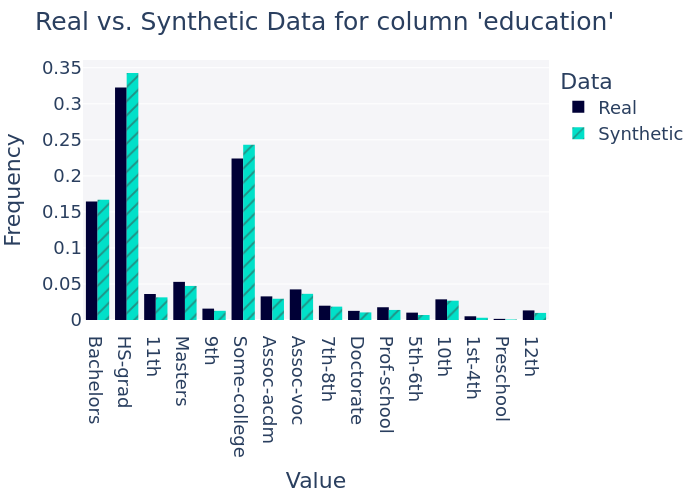 Real vs. Synthetic Data for column 'education'
Data
Real
Synthetic
Frequency
0.35
0.3
0.25
0.2
0.15
0.1
0.05
0
Bachelors
HS-grad
11th
Masters
9th
Some-college
Assoc-acdm
Assoc-voc
7th-8th
Doctorate
Prof-school
5th-6th
10th
1st-4th
Preschool
12th
Value